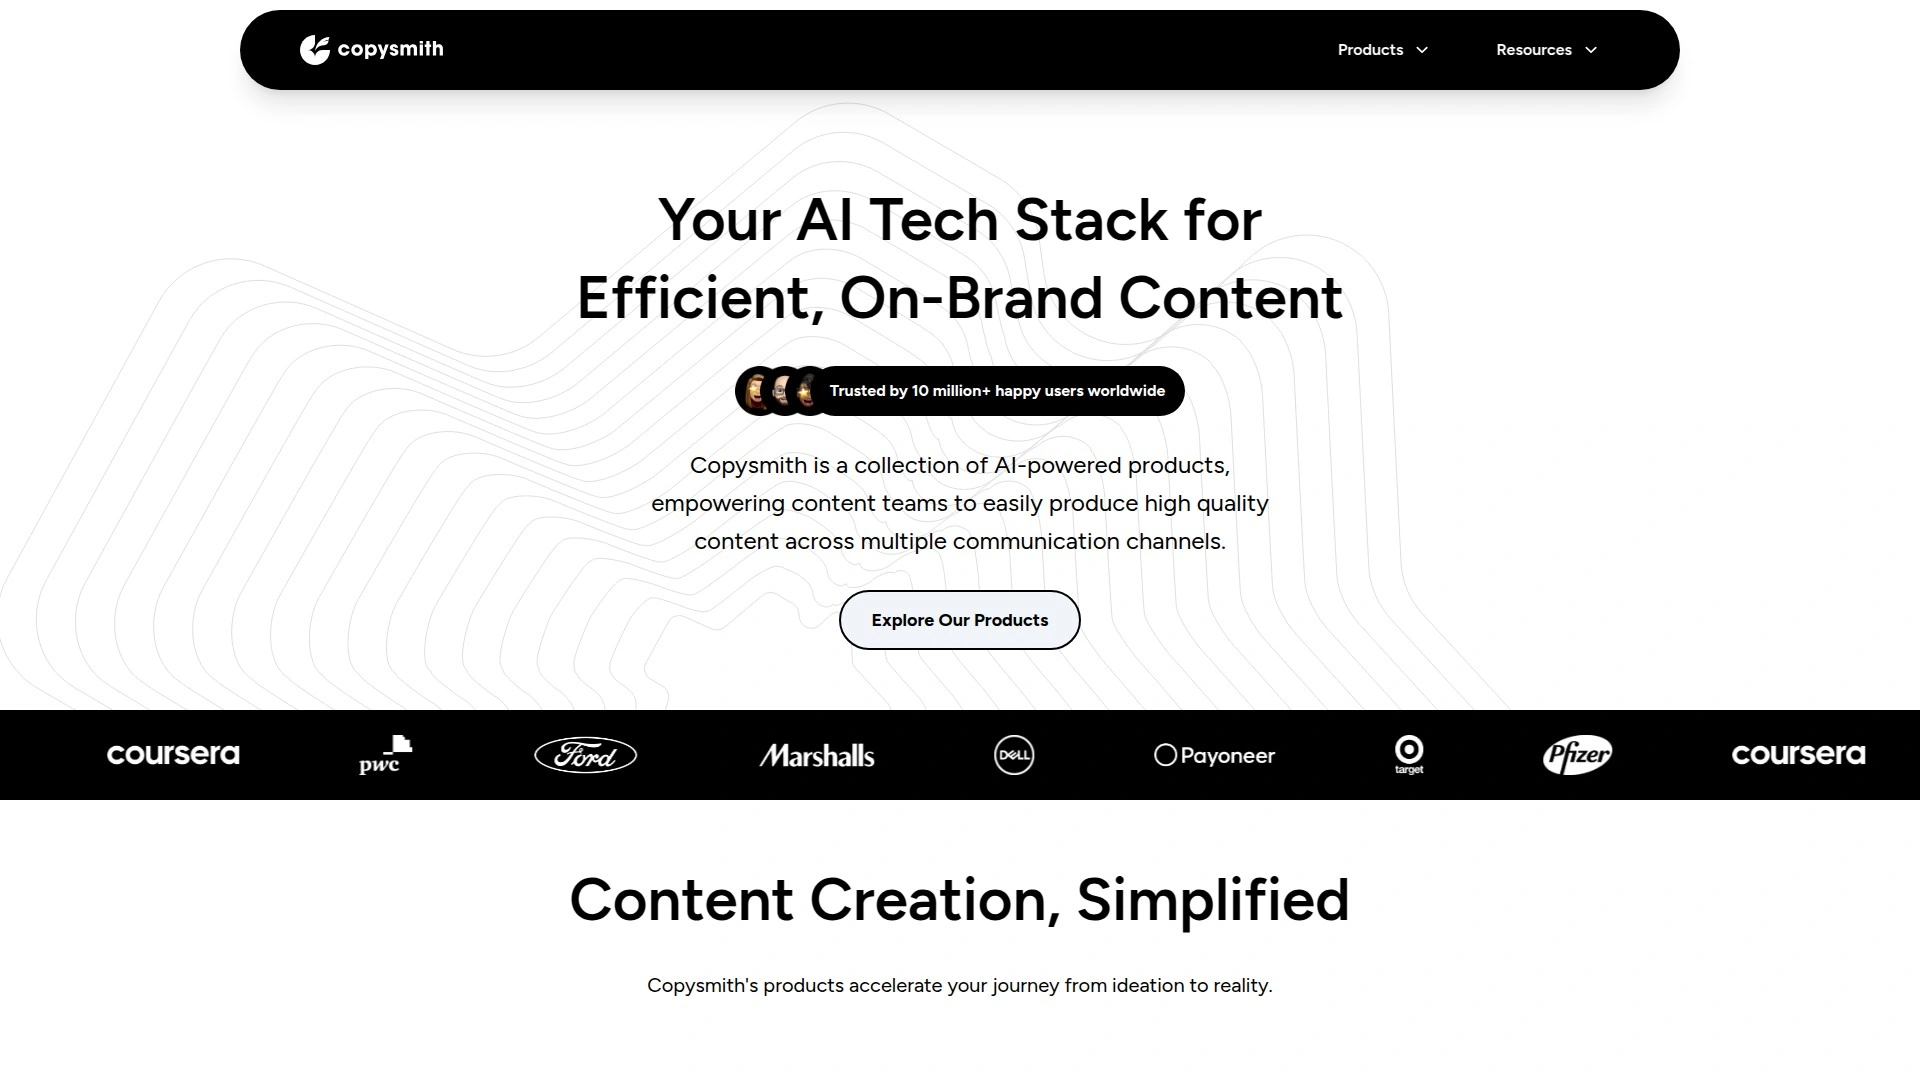 copysmith
Products
Resources
Your AI Tech Stack for
Efficient, On-Brand Content
Trusted by 10 million+ happy users worldwide
Copysmith is a collection of AI-powered products,
empowering content teams to easily produce high quality
content across multiple communication channels.
Explore Our Products
coursera
pwc
Ford
Marshalls
DELL
Payoneer
target
Pfizer
coursera
Content Creation, Simplified
Copysmith's products accelerate your journey from ideation to reality.